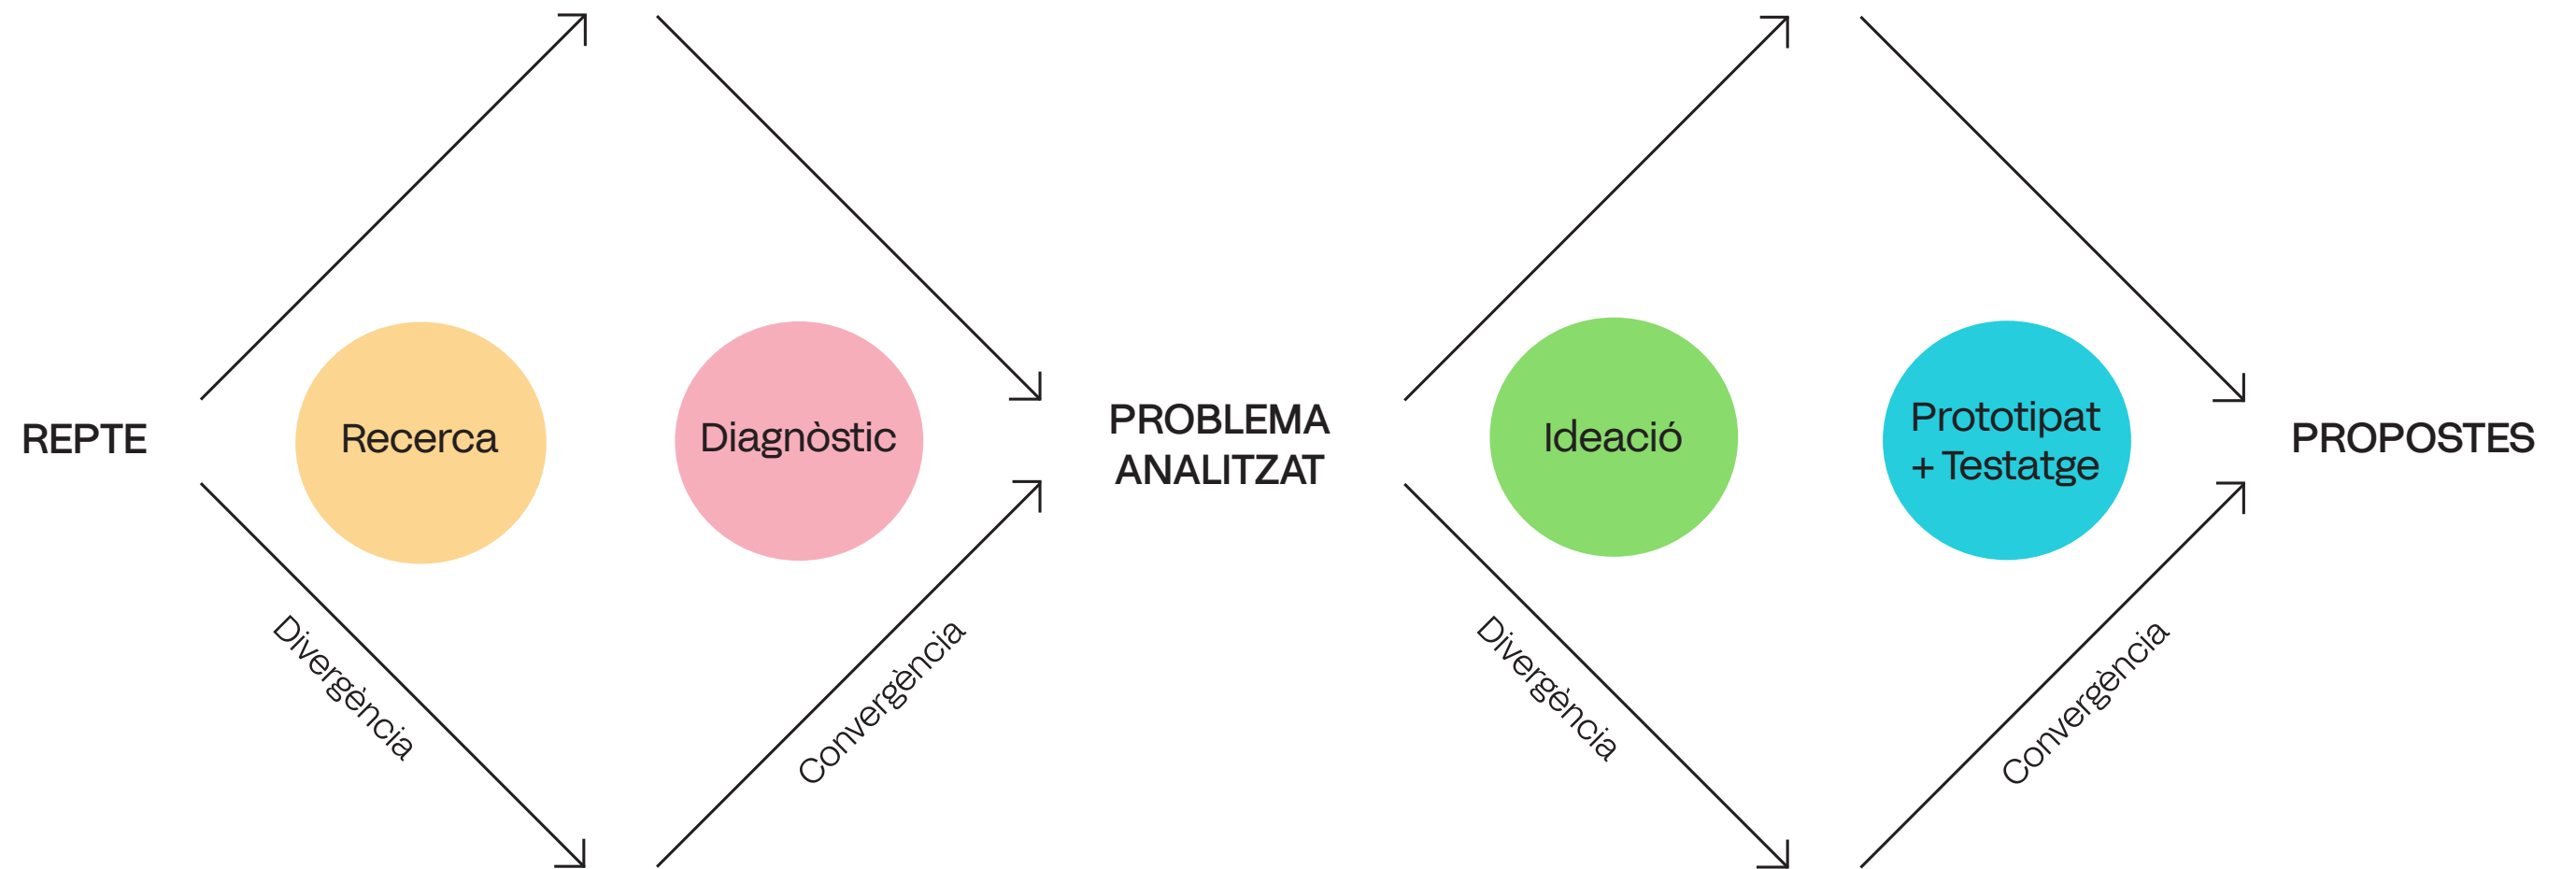 REPTE
Recerca
Diagnòstic
Divergència
Convergència
PROBLEMA
ANALITZAT
Ideació
Prototipat
+ Testatge
Divergència
Convergència
PROPOSTES